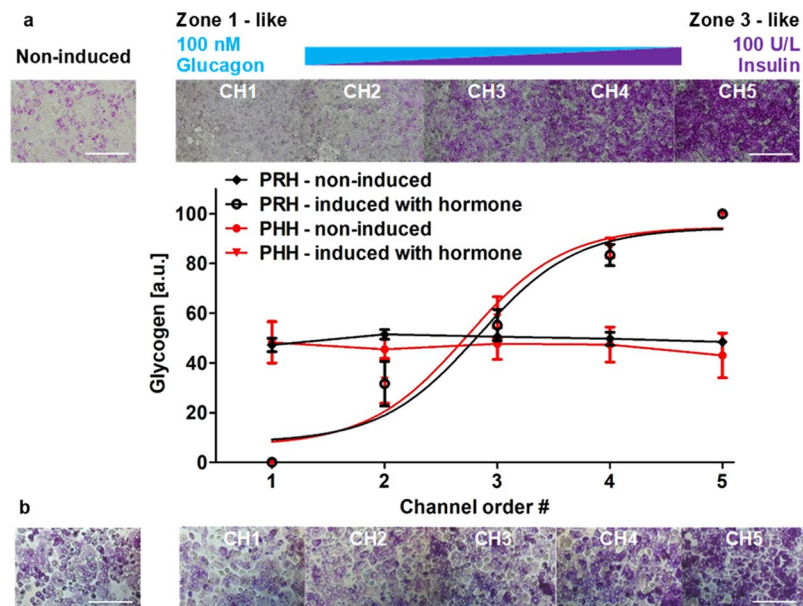 a
Zone 1 - like
Zone 3 - like
Non-induced
100 nM
Glucagon
100 U/L
Insulin
CH1 CH2 CH3 CH4 CH5
PRH - non-induced
PRH - induced with hormone
PHH - non-induced
PHH - induced with hormone
Glycogen [a.u.]
100
80
60
40
20
0
1 2 3 4 5
Channel order #
b
CH1 CH2 CH3 CH4 CH5